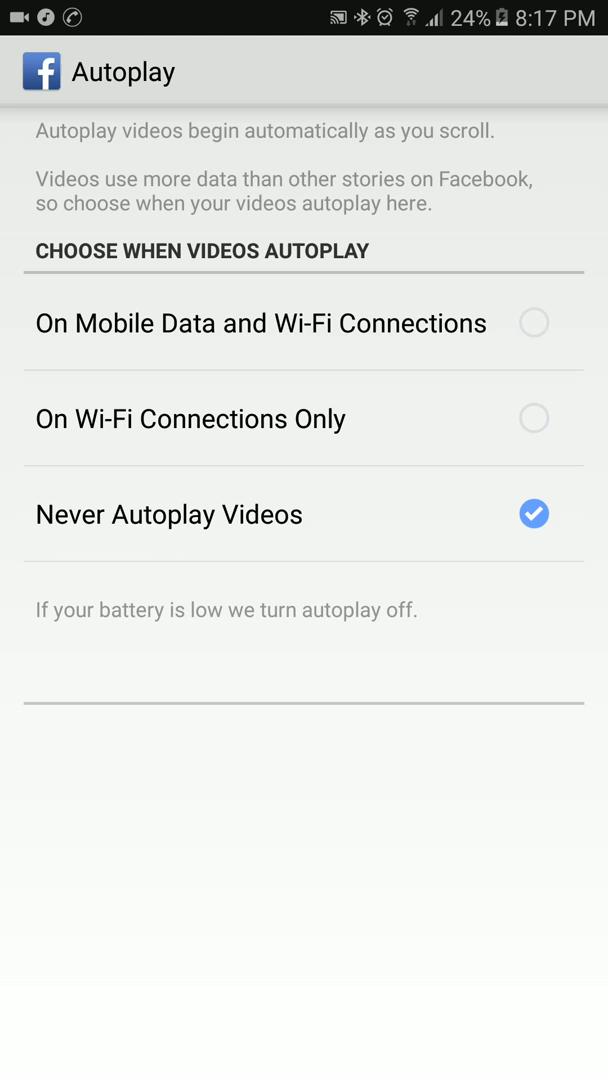 24% 8:17 PM
f Autoplay
Autoplay videos begin automatically as you scroll.
Videos use more data than other stories on Facebook,
so choose when your videos autoplay here.
CHOOSE WHEN VIDEOS AUTOPLAY
On Mobile Data and Wi-Fi Connections
On Wi-Fi Connections Only
Never Autoplay Videos
If your battery is low we turn autoplay off.